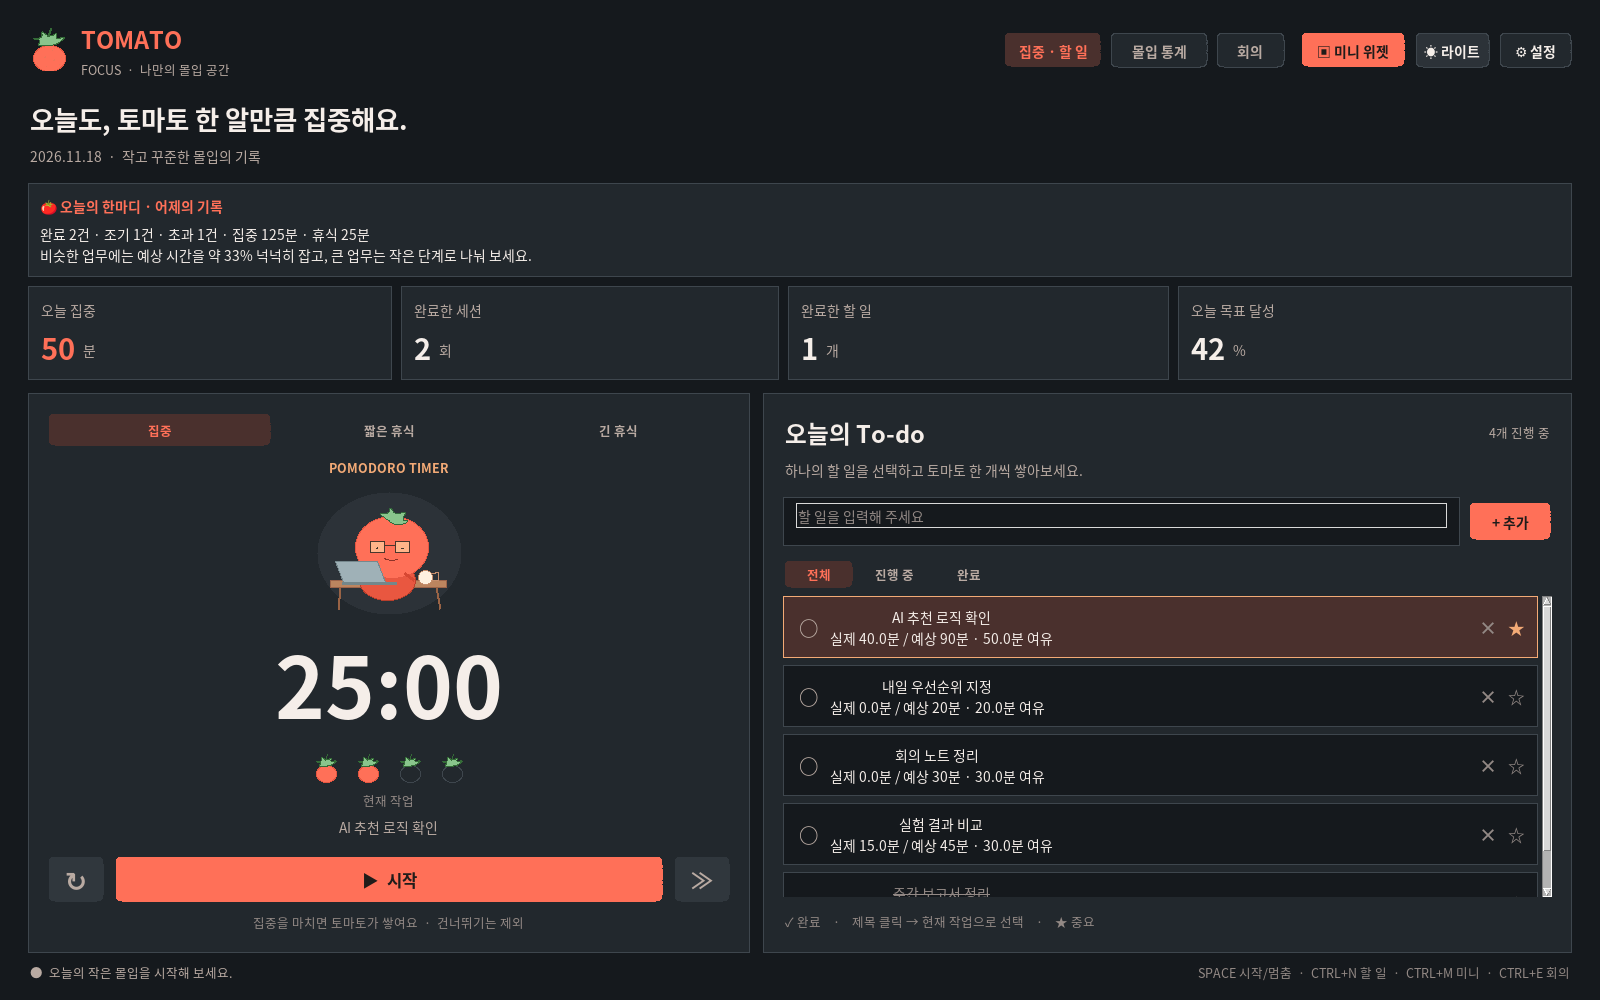 TOMATO
FOCUS · 나만의 몰입 공간
집중 · 할 일
몰입 통계
회의
▣ 미니 위젯
☀ 라이트
⚙ 설정
오늘도, 토마토 한 알만큼 집중해요.
2026.11.18 · 작고 꾸준한 몰입의 기록
🍅 오늘의 한마디 · 어제의 기록
완료 2건 · 조기 1건 · 초과 1건 · 집중 125분 · 휴식 25분
비슷한 업무에는 예상 시간을 약 33% 넉넉히 잡고, 큰 업무는 작은 단계로 나눠 보세요.
오늘 집중
50 분
완료한 세션
2 회
완료한 할 일
1 개
오늘 목표 달성
42 %
집중
짧은 휴식
긴 휴식
POMODORO TIMER
25:00
현재 작업
AI 추천 로직 확인
↻
▶ 시작
≫
집중을 마치면 토마토가 쌓여요 · 건너뛰기는 제외
오늘의 To-do
4개 진행 중
하나의 할 일을 선택하고 토마토 한 개씩 쌓아보세요.
할 일을 입력해 주세요
+ 추가
전체
진행 중
완료
AI 추천 로직 확인
실제 40.0분 / 예상 90분 · 50.0분 여유
✕ ★
내일 우선순위 지정
실제 0.0분 / 예상 20분 · 20.0분 여유
✕ ☆
회의 노트 정리
실제 0.0분 / 예상 30분 · 30.0분 여유
✕ ☆
실험 결과 비교
실제 15.0분 / 예상 45분 · 30.0분 여유
✕ ☆
주간 보고서 정리
✓ 완료 · 제목 클릭 → 현재 작업으로 선택 · ★ 중요
● 오늘의 작은 몰입을 시작해 보세요.
SPACE 시작/멈춤 · CTRL+N 할 일 · CTRL+M 미니 · CTRL+E 회의